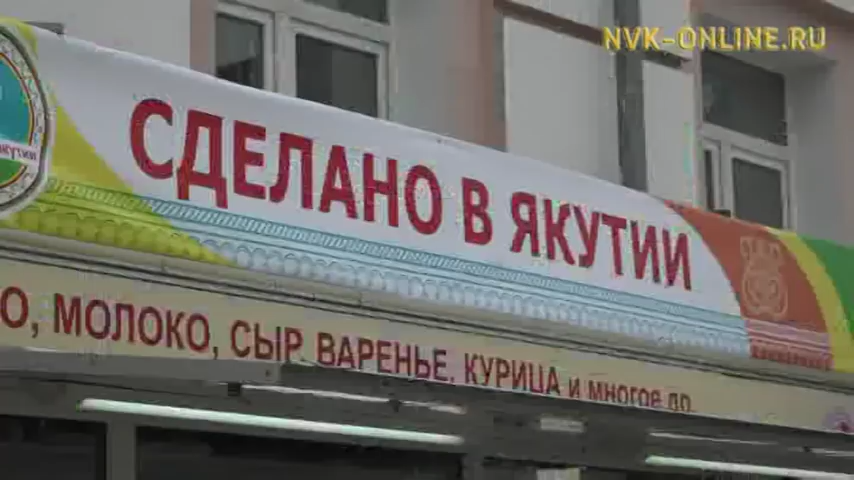 NVK-ONLINE.RU
СДЕЛАНО В ЯКУТИИ
О, МОЛОКО, СЫР ВАРЕНЬЕ, КУРИЦА И МНОГОЕ ДР.